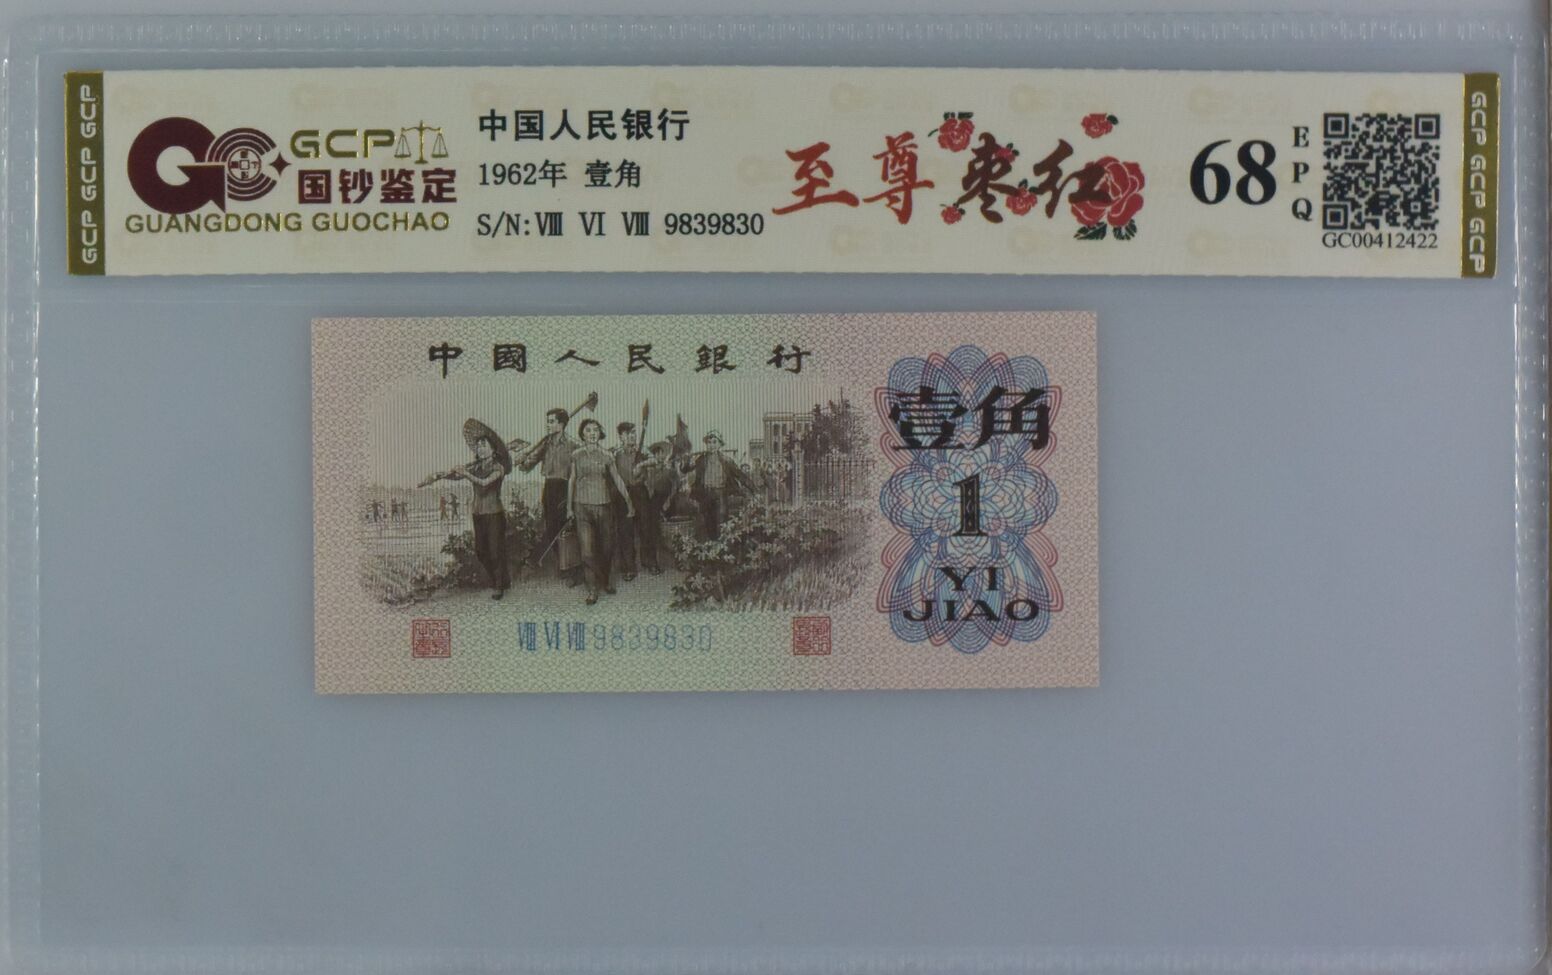 GCP GCP GCP
GCP
国钞鉴定
GUANGDONG GUOCHAO
中国人民银行
1962年 壹角
S/N: Ⅷ Ⅵ Ⅷ 9839830
至尊枣红
68
EPQ
GC00412422
GCP GCP GCP
中國人民銀行
壹角
1
YI
JIAO
Ⅷ Ⅵ Ⅷ 9839830